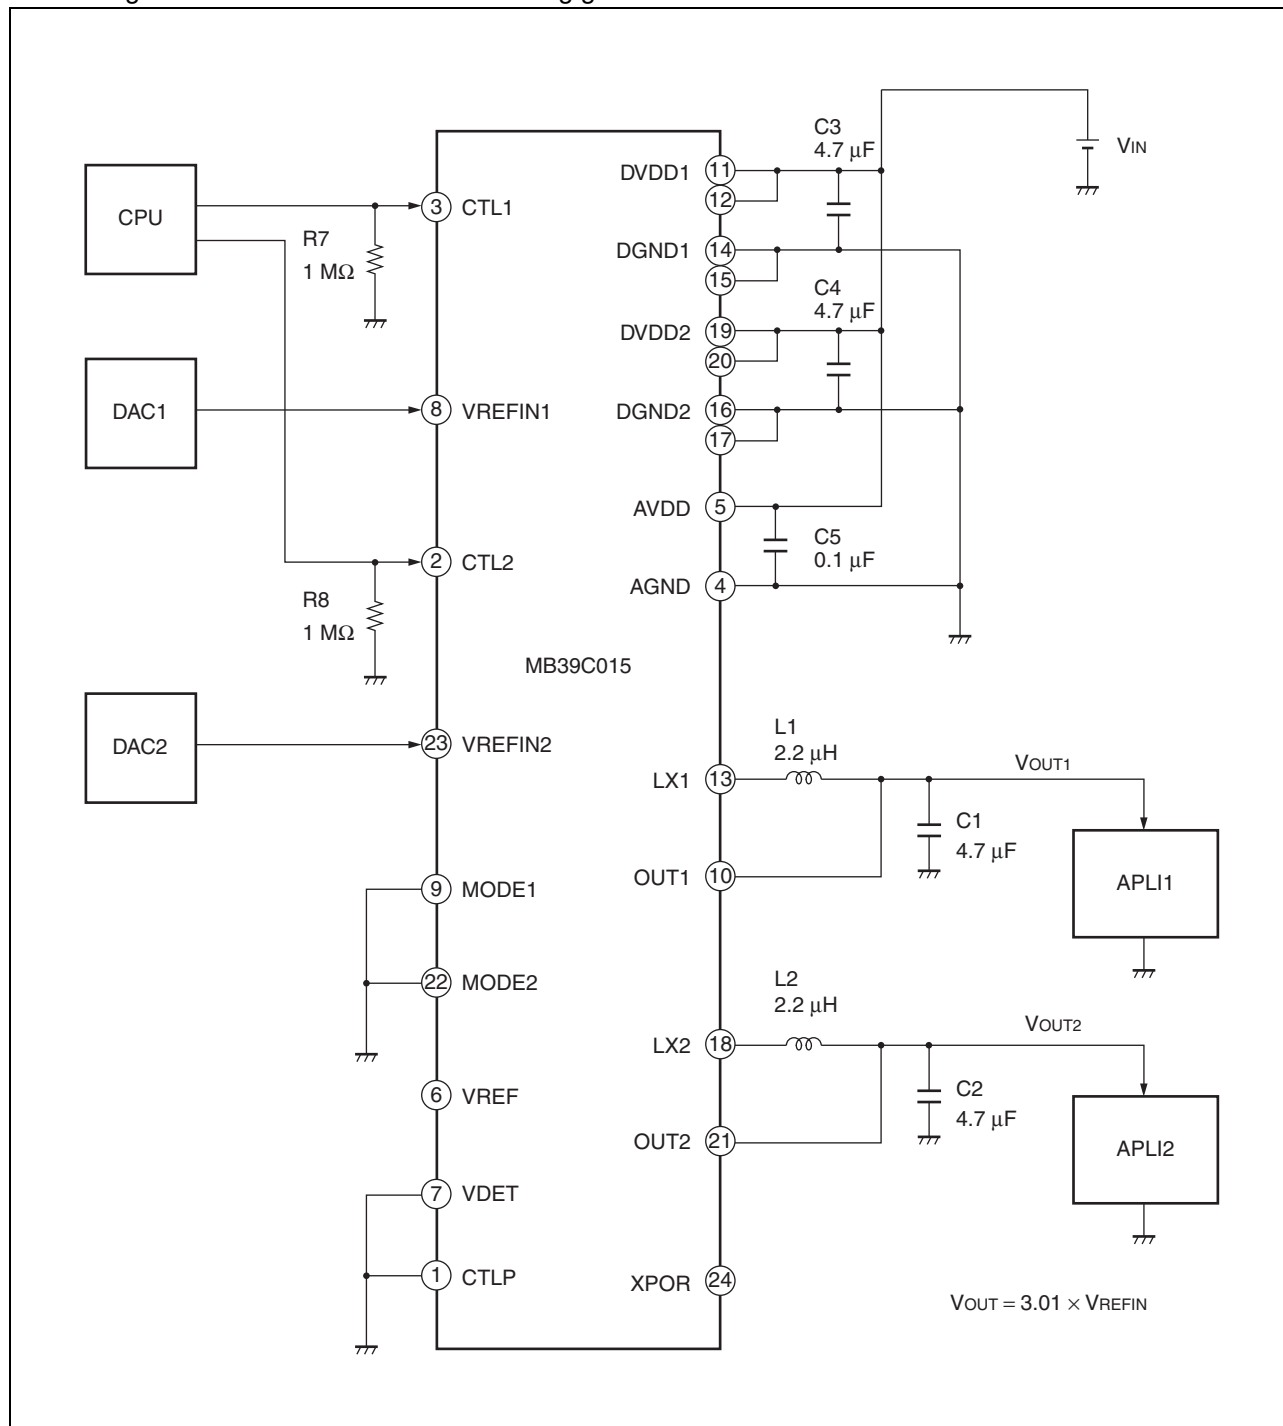 CPU
R7
1 MΩ
3 CTL1
DAC1
8 VREFIN1
2 CTL2
R8
1 MΩ
DAC2
23 VREFIN2
9 MODE1
22 MODE2
6 VREF
7 VDET
1 CTLP
MB39C015
DVDD1 11
12
C3
4.7 μF
VIN
DGND1 14
15
C4
4.7 μF
DVDD2 19
20
DGND2 16
17
AVDD 5
C5
0.1 μF
AGND 4
L1
2.2 μH
LX1 13
VOUT1
C1
4.7 μF
OUT1 10
APLI1
L2
2.2 μH
LX2 18
VOUT2
C2
4.7 μF
OUT2 21
APLI2
XPOR 24
VOUT = 3.01 × VREFIN